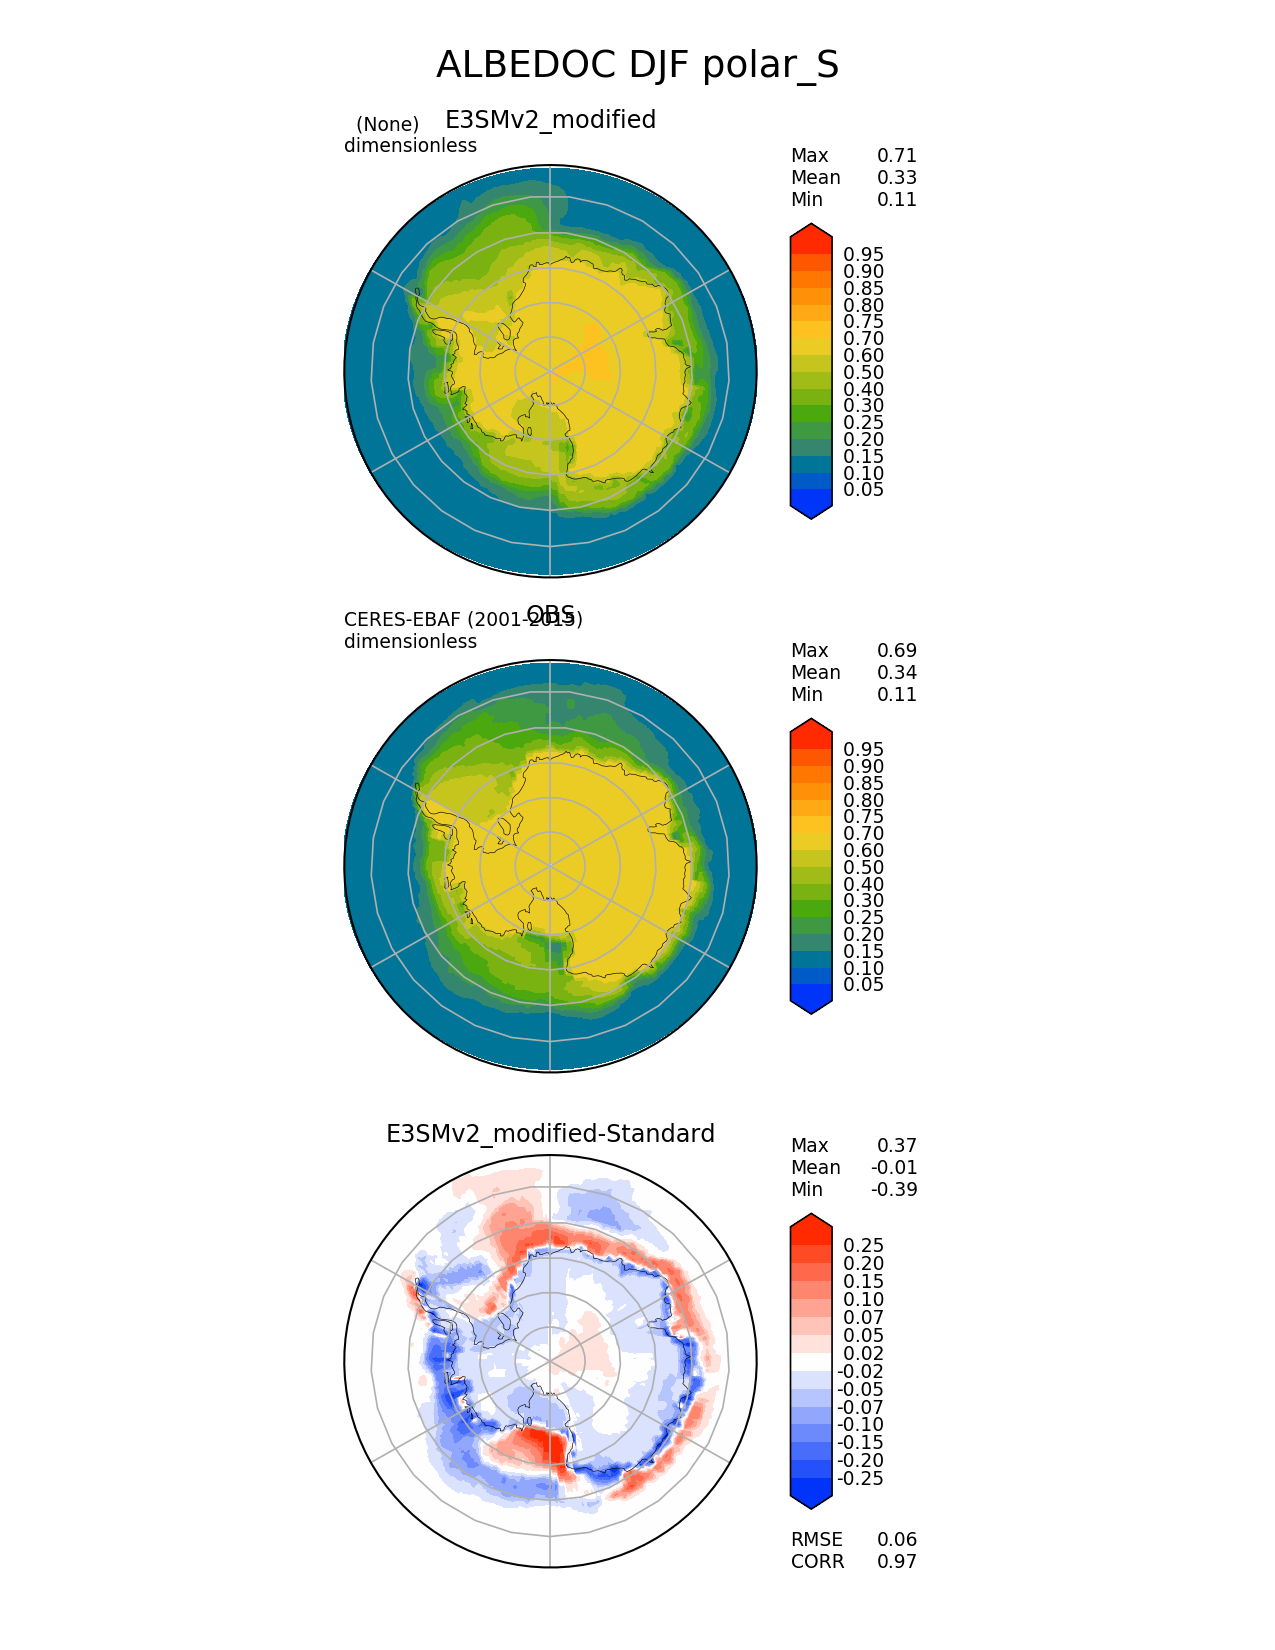 ALBEDOC DJF polar_S
E3SMv2_modified
(None)
dimensionless
Max 0.71
Mean 0.33
Min 0.11
0.95
0.90
0.85
0.80
0.75
0.70
0.60
0.50
0.40
0.30
0.25
0.20
0.15
0.10
0.05
OBS
CERES-EBAF (2001-2015)
dimensionless
Max 0.69
Mean 0.34
Min 0.11
0.95
0.90
0.85
0.80
0.75
0.70
0.60
0.50
0.40
0.30
0.25
0.20
0.15
0.10
0.05
E3SMv2_modified-Standard
Max 0.37
Mean -0.01
Min -0.39
0.25
0.20
0.15
0.10
0.07
0.05
0.02
-0.02
-0.05
-0.07
-0.10
-0.15
-0.20
-0.25
RMSE 0.06
CORR 0.97